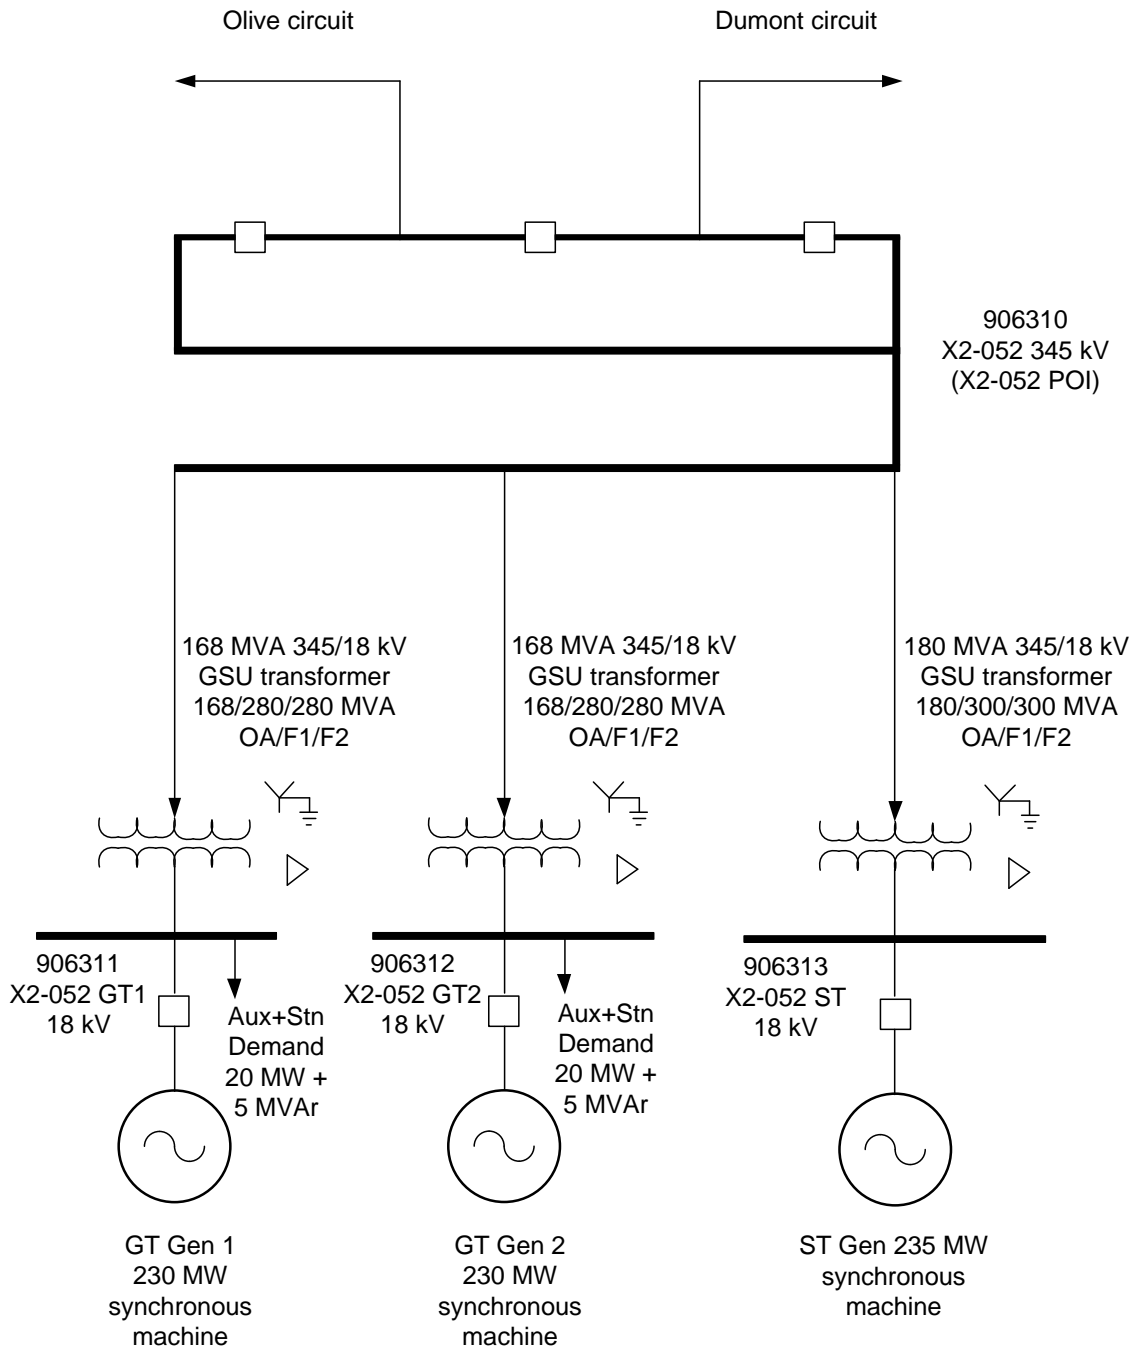 Olive circuit
Dumont circuit
906310
X2-052 345 kV
(X2-052 POI)
168 MVA 345/18 kV
GSU transformer
168/280/280 MVA
OA/F1/F2
168 MVA 345/18 kV
GSU transformer
168/280/280 MVA
OA/F1/F2
180 MVA 345/18 kV
GSU transformer
180/300/300 MVA
OA/F1/F2
906311
X2-052 GT1
18 kV
Aux+Stn
Demand
20 MW +
5 MVAr
906312
X2-052 GT2
18 kV
Aux+Stn
Demand
20 MW +
5 MVAr
906313
X2-052 ST
18 kV
GT Gen 1
230 MW
synchronous
machine
GT Gen 2
230 MW
synchronous
machine
ST Gen 235 MW
synchronous
machine